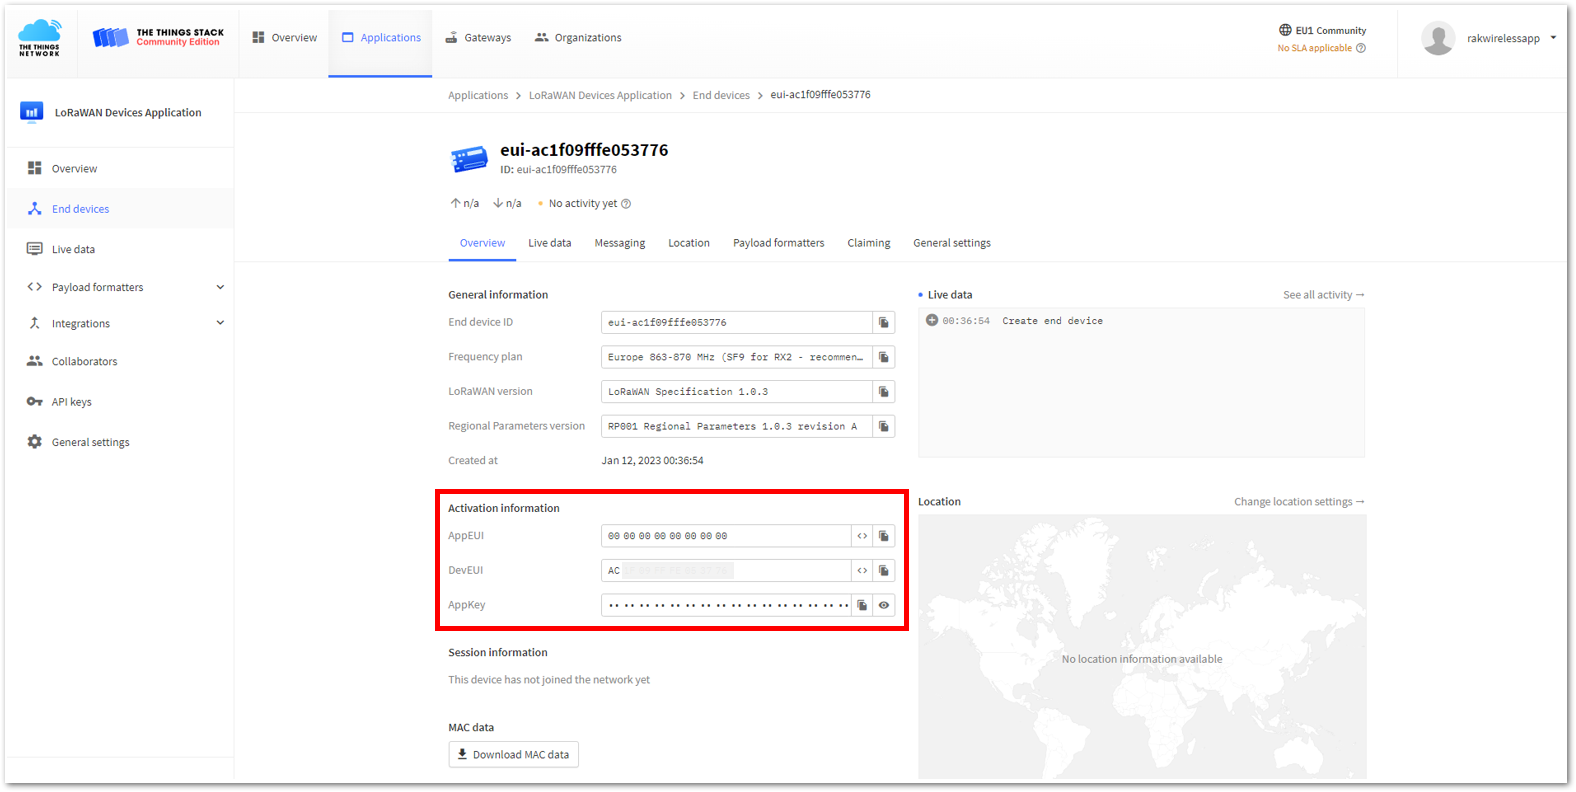 THE THINGS
NETWORK
THE THINGS STACK
Community Edition
Overview
Applications
Gateways
Organizations
EU1 Community
No SLA applicable
rakwirelessapp
LoRaWAN Devices Application
Overview
End devices
Live data
Payload formatters
Integrations
Collaborators
API keys
General settings
Applications > LoRaWAN Devices Application > End devices > eui-ac1f09fffe053776
eui-ac1f09fffe053776
ID: eui-ac1f09fffe053776
↑ n/a ↓ n/a • No activity yet
Overview Live data Messaging Location Payload formatters Claiming General settings
General information
End device ID eui-ac1f09fffe053776
Frequency plan Europe 863-870 MHz (SF9 for RX2 - recommen…
LoRaWAN version LoRaWAN Specification 1.0.3
Regional Parameters version RP001 Regional Parameters 1.0.3 revision A
Created at Jan 12, 2023 00:36:54
Activation information
AppEUI 00 00 00 00 00 00 00 00
DevEUI AC
AppKey •• •• •• •• •• •• •• •• •• •• •• •• •• •• •• ••
Session information
This device has not joined the network yet
MAC data
Download MAC data
Live data
See all activity →
00:36:54 Create end device
Location
Change location settings →
No location information available